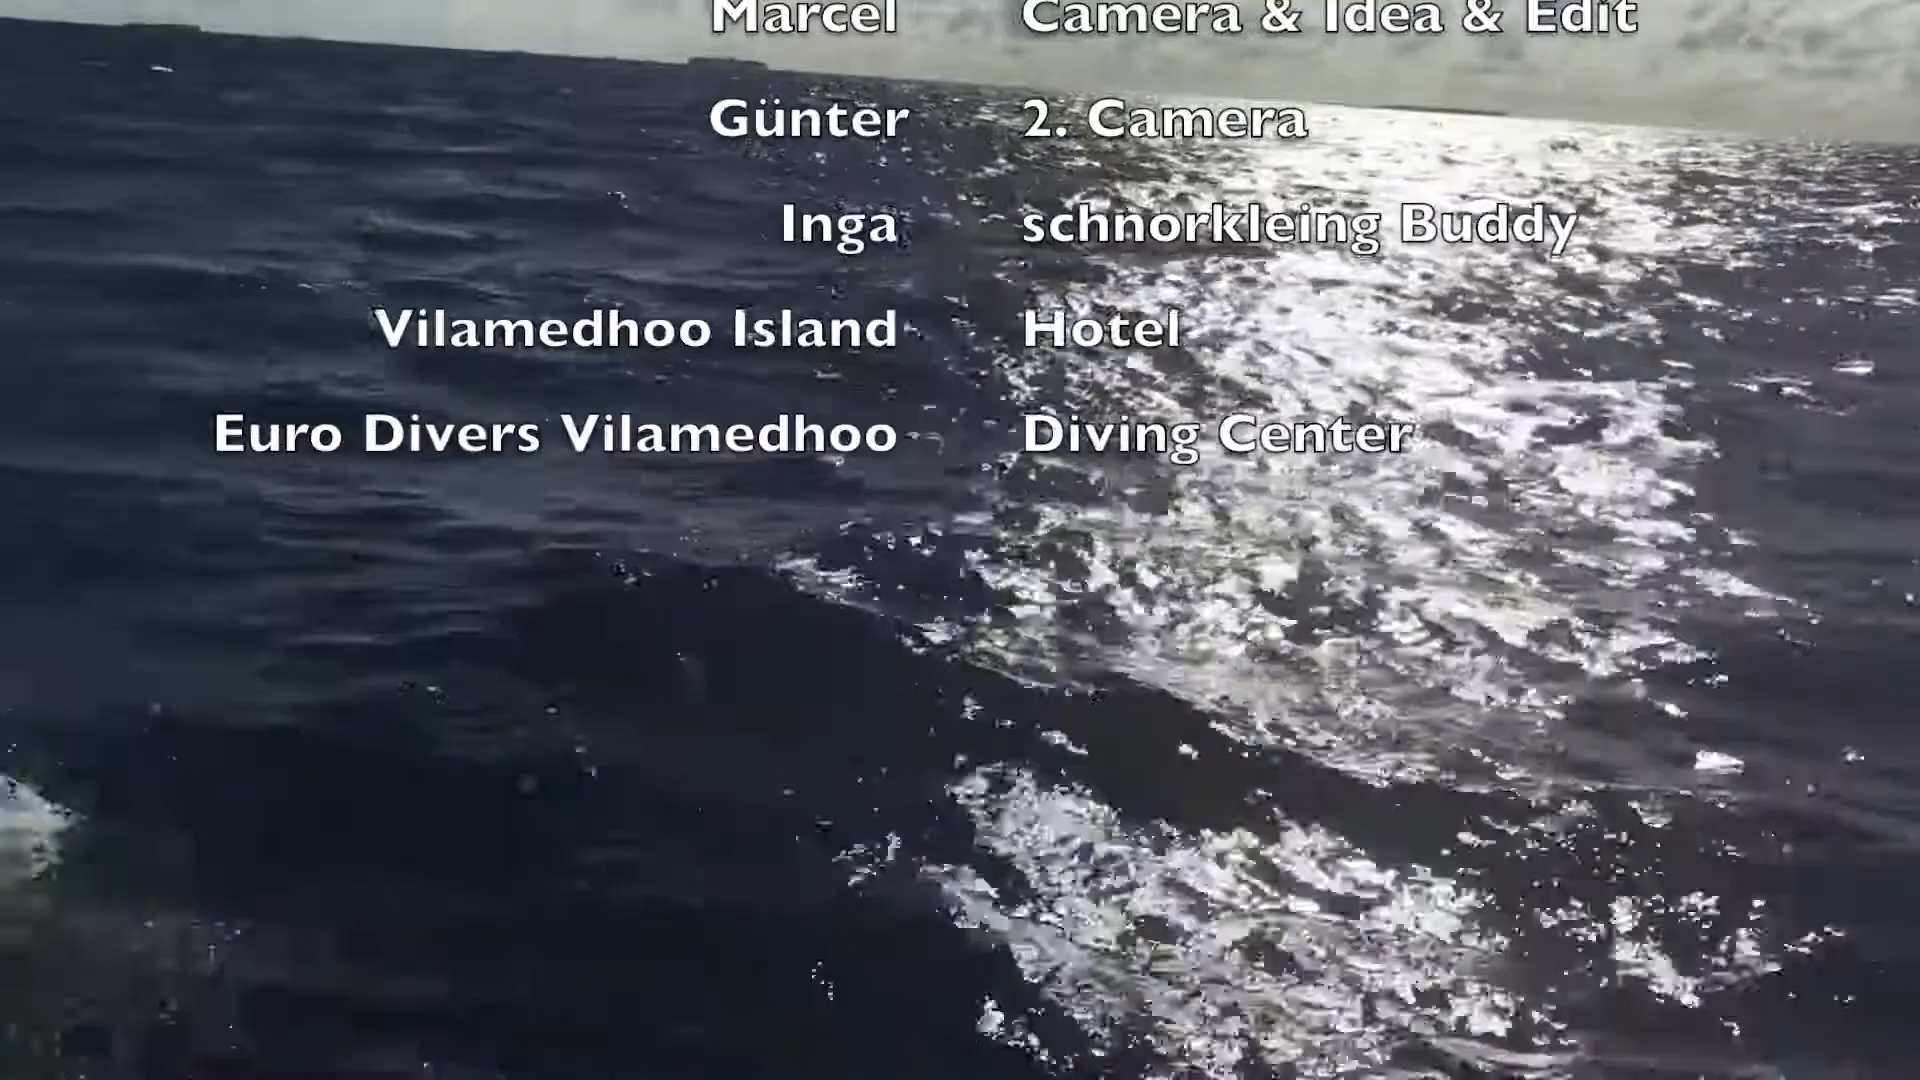 Marcel Camera & Idea & Edit
Günter 2. Camera
Inga schnorkleing Buddy
Vilamedhoo Island Hotel
Euro Divers Vilamedhoo Diving Center